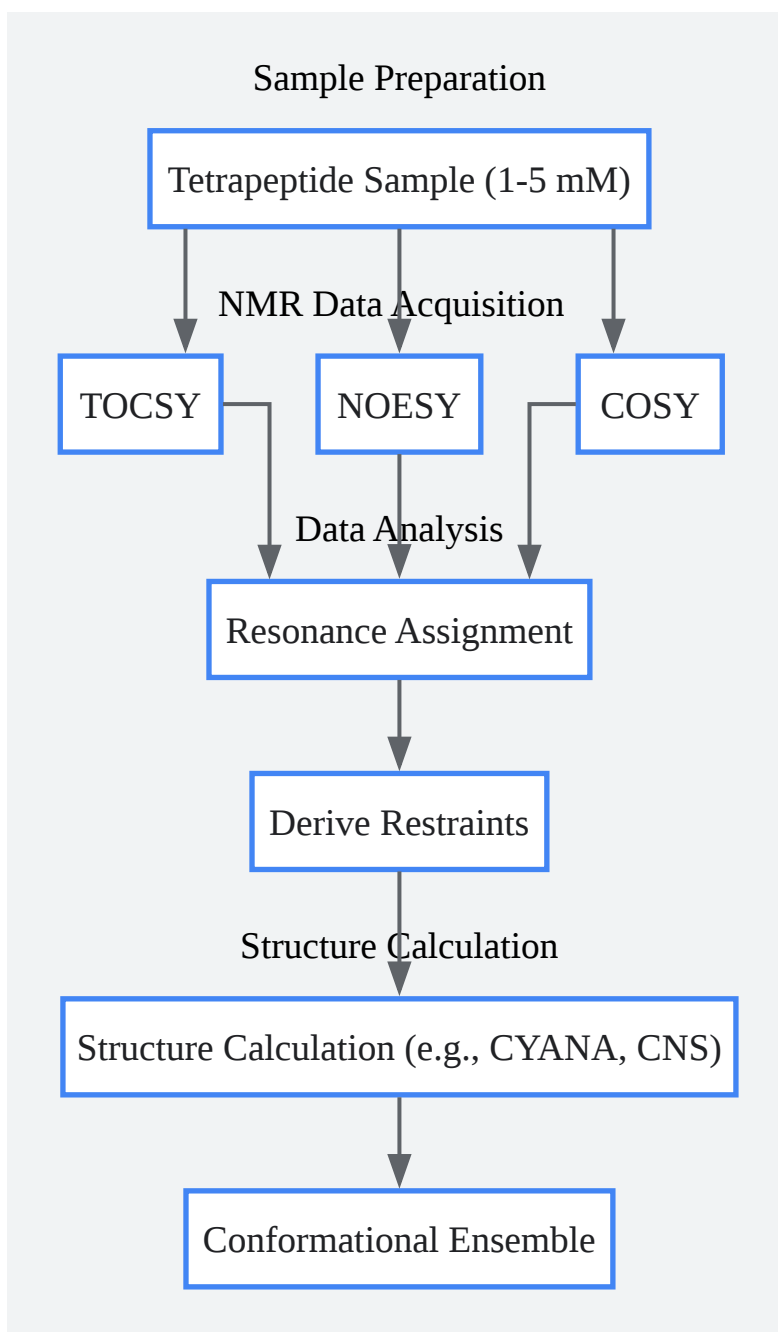 Sample Preparation
Tetrapeptide Sample (1-5 mM)
NMR Data Acquisition
TOCSY
NOESY
COSY
Data Analysis
Resonance Assignment
Derive Restraints
Structure Calculation
Structure Calculation (e.g., CYANA, CNS)
Conformational Ensemble